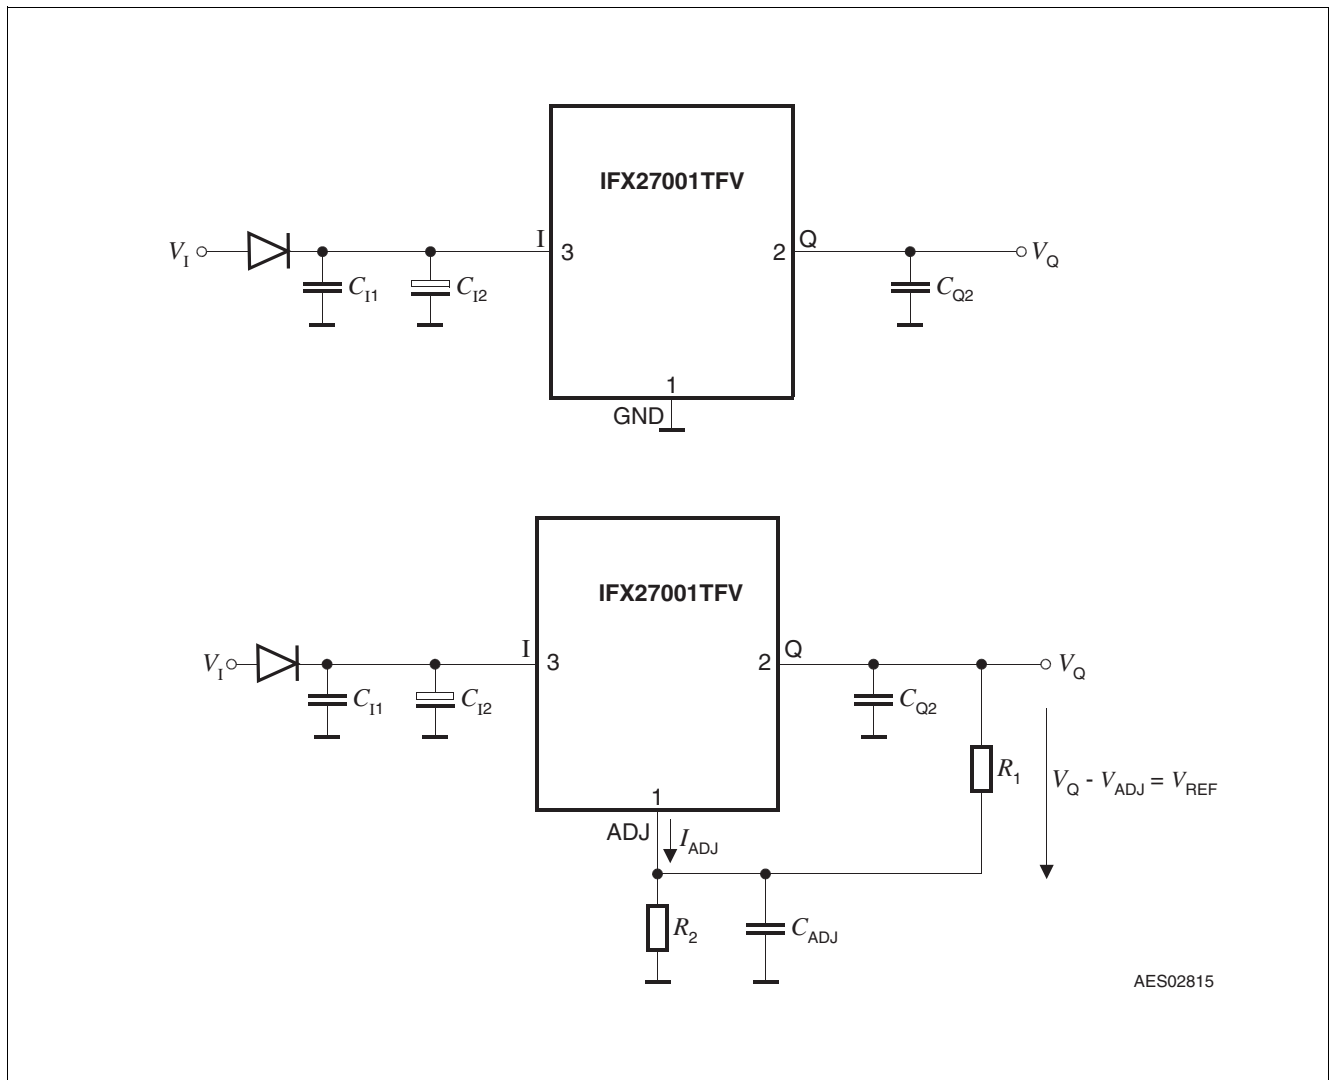 IFX27001TFV
V_I
I
3
2
Q
V_Q
C_I1
C_I2
C_Q2
1
GND
IFX27001TFV
V_I
I
3
2
Q
V_Q
C_I1
C_I2
C_Q2
R_1
V_Q - V_ADJ = V_REF
1
ADJ
I_ADJ
R_2
C_ADJ
AES02815